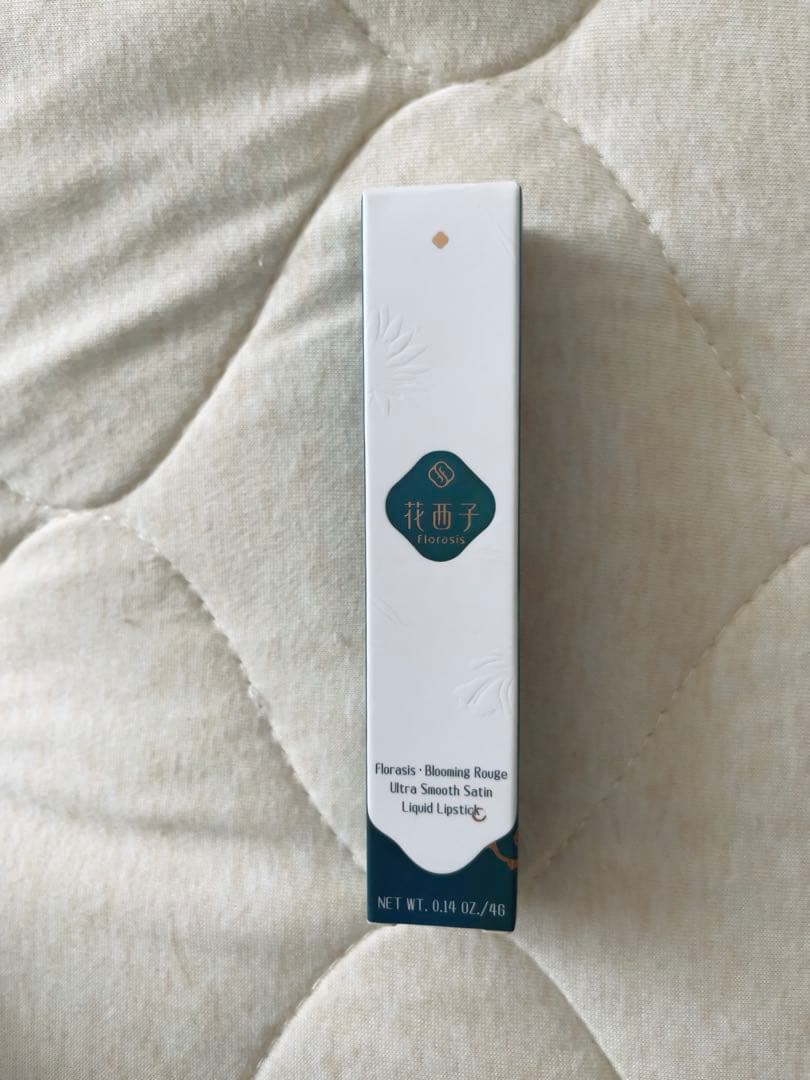 花西子
Florasis
Florasis · Blooming Rouge
Ultra Smooth Satin
Liquid Lipstick
NET WT. 0.14 OZ./4G